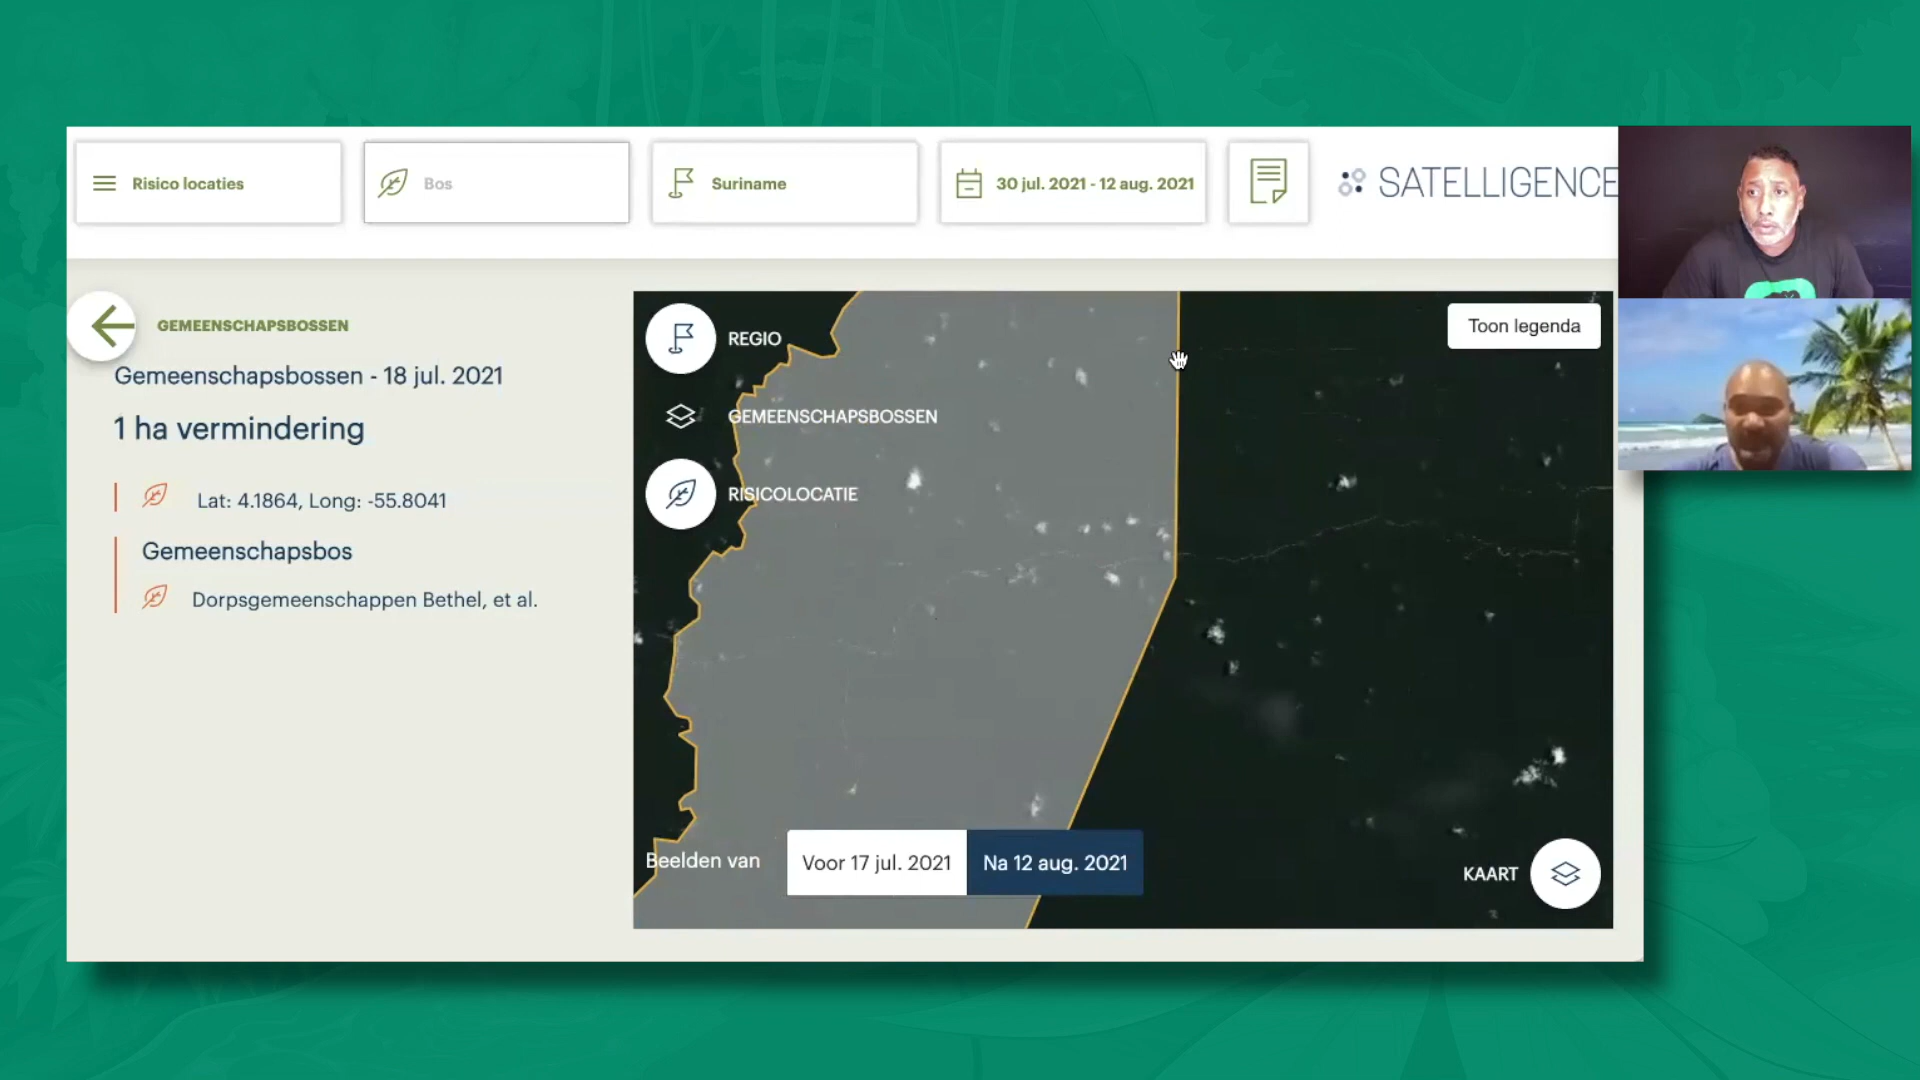 Risico locaties
Bos
Suriname
30 jul. 2021 - 12 aug. 2021
SATELLIGENCE
GEMEENSCHAPSBOSSEN
Gemeenschapsbossen - 18 jul. 2021
1 ha vermindering
Lat: 4.1864, Long: -55.8041
Gemeenschapsbos
Dorpsgemeenschappen Bethel, et al.
REGIO
Toon legenda
GEMEENSCHAPSBOSSEN
RISICOLOCATIE
Beelden van
Voor 17 jul. 2021
Na 12 aug. 2021
KAART